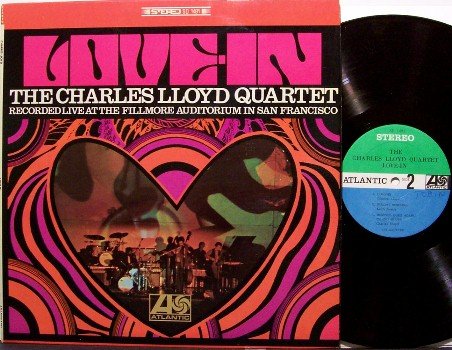 STEREO
LOVE-IN
THE CHARLES LLOYD QUARTET
RECORDED LIVE AT THE FILLMORE AUDITORIUM IN SAN FRANCISCO
ATLANTIC
STEREO
THE
CHARLES LLOYD QUARTET
LOVE-IN
ATLANTIC
2